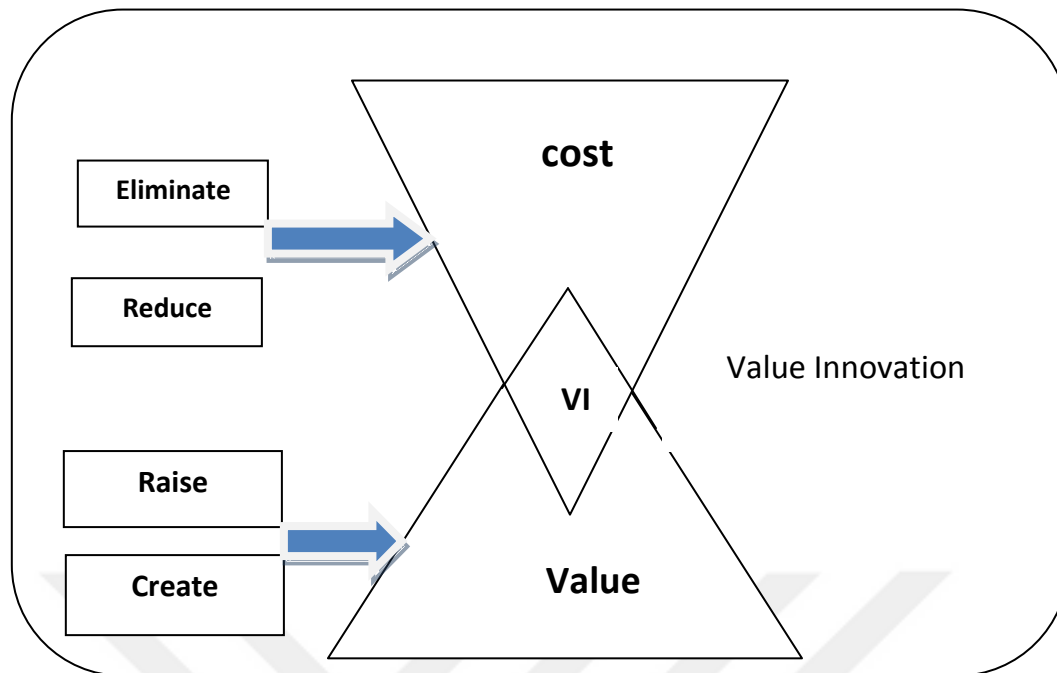 cost
Eliminate
Reduce
Value Innovation
VI
Raise
Value
Create